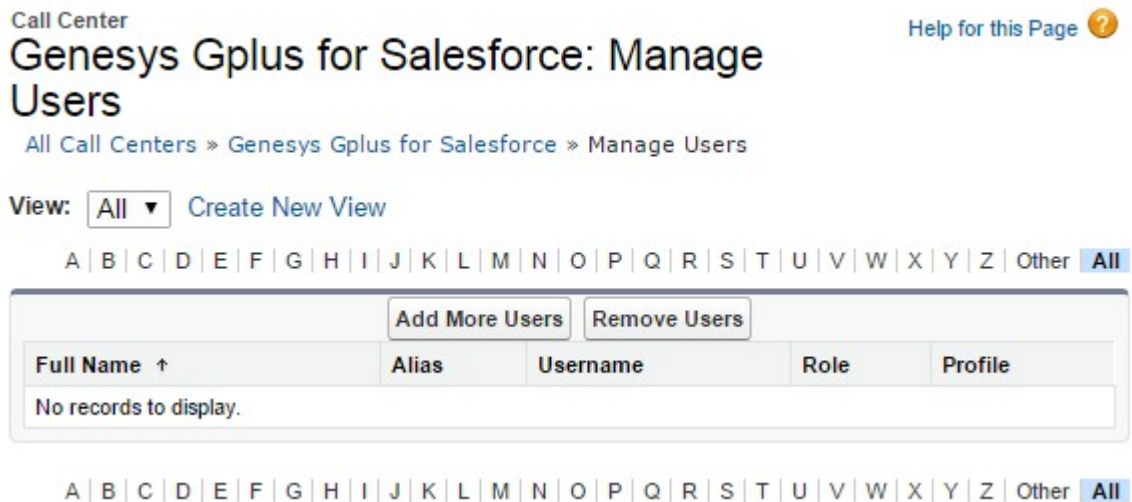 Call Center
Help for this Page ?
Genesys Gplus for Salesforce: Manage
Users
All Call Centers » Genesys Gplus for Salesforce » Manage Users
View: All ▼ Create New View
A | B | C | D | E | F | G | H | I | J | K | L | M | N | O | P | Q | R | S | T | U | V | W | X | Y | Z | Other | All
Add More Users Remove Users
Full Name ↑ Alias Username Role Profile
No records to display.
A | B | C | D | E | F | G | H | I | J | K | L | M | N | O | P | Q | R | S | T | U | V | W | X | Y | Z | Other | All